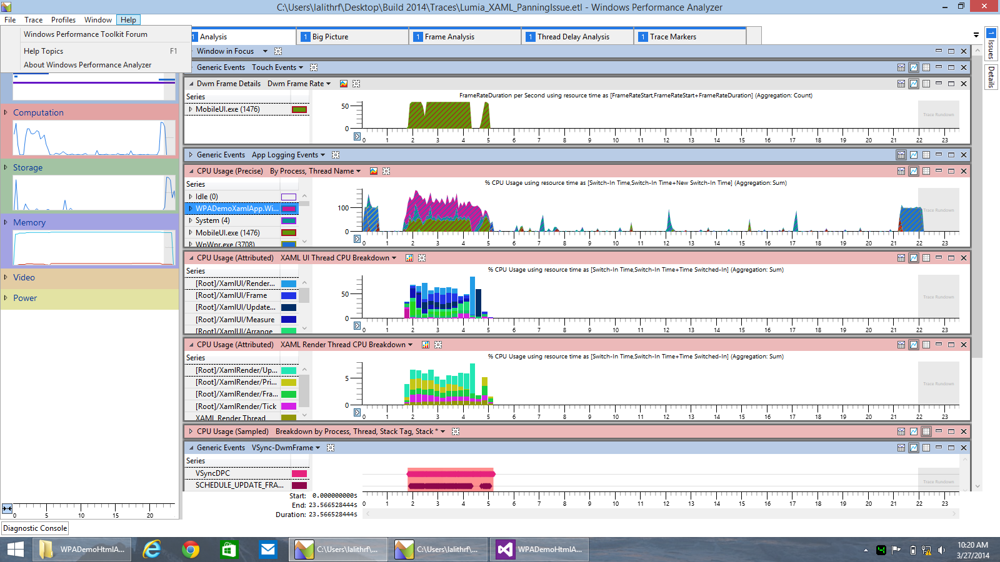 C:\Users\lalithrf\Desktop\Build 2014\Traces\Lumia_XAML_PanningIssue.etl - Windows Performance Analyzer
File Trace Profiles Window Help
Windows Performance Toolkit Forum
Help Topics F1
About Windows Performance Analyzer
1 Analysis 1 Big Picture 1 Frame Analysis 1 Thread Delay Analysis 1 Trace Markers
1 Issues
Details
Computation
Storage
Memory
Video
Power
0 5 10 15 20
Window in Focus
Generic Events Touch Events
Dwm Frame Details Dwm Frame Rate
Series
MobileUI.exe (1476)
FrameRateDuration per Second using resource time as [FrameRateStart,FrameRateStart+FrameRateDuration] (Aggregation: Count)
50
0
Trace Rundown
0 1 2 3 4 5 6 7 8 9 10 11 12 13 14 15 16 17 18 19 20 21 22 23
Generic Events App Logging Events
CPU Usage (Precise) By Process, Thread Name
Series
Idle (0)
WPADemoXamlApp.Wi...
System (4)
MobileUI.exe (1476)
WpWpr.exe (3708)
% CPU Usage using resource time as [Switch-In Time,Switch-In Time+New Switch-In Time] (Aggregation: Sum)
100
0
Trace Rundown
0 1 2 3 4 5 6 7 8 9 10 11 12 13 14 15 16 17 18 19 20 21 22 23
CPU Usage (Attributed) XAML UI Thread CPU Breakdown
Series
[Root]/XamlUI/Render...
[Root]/XamlUI/Frame
[Root]/XamlUI/Update...
[Root]/XamlUI/Measure
[Root]/XamlUI/Arrange
% CPU Usage using resource time as [Switch-In Time,Switch-In Time+Time Switched-In] (Aggregation: Sum)
50
0
Trace Rundown
0 1 2 3 4 5 6 7 8 9 10 11 12 13 14 15 16 17 18 19 20 21 22 23
CPU Usage (Attributed) XAML Render Thread CPU Breakdown
Series
[Root]/XamlRender/Up...
[Root]/XamlRender/Pri...
[Root]/XamlRender/Fra...
[Root]/XamlRender/Tick
XAML Render Thread
% CPU Usage using resource time as [Switch-In Time,Switch-In Time+Time Switched-In] (Aggregation: Sum)
5
0
Trace Rundown
0 1 2 3 4 5 6 7 8 9 10 11 12 13 14 15 16 17 18 19 20 21 22 23
CPU Usage (Sampled) Breakdown by Process, Thread, Stack Tag, Stack *
Generic Events VSync-DwmFrame
Series
VSyncDPC
SCHEDULE_UPDATE_FRA...
Trace Rundown
Start: 0.000000000s
End: 23.566528444s
Duration: 23.566528444s
0 1 2 3 4 5 6 7 8 9 10 11 12 13 14 15 16 17 18 19 20 21 22 23
Diagnostic Console
WPADemoHtmlA...
C:\Users\lalithrf\...
C:\Users\lalithrf\...
WPADemoHtmlA...
10:20 AM
3/27/2014